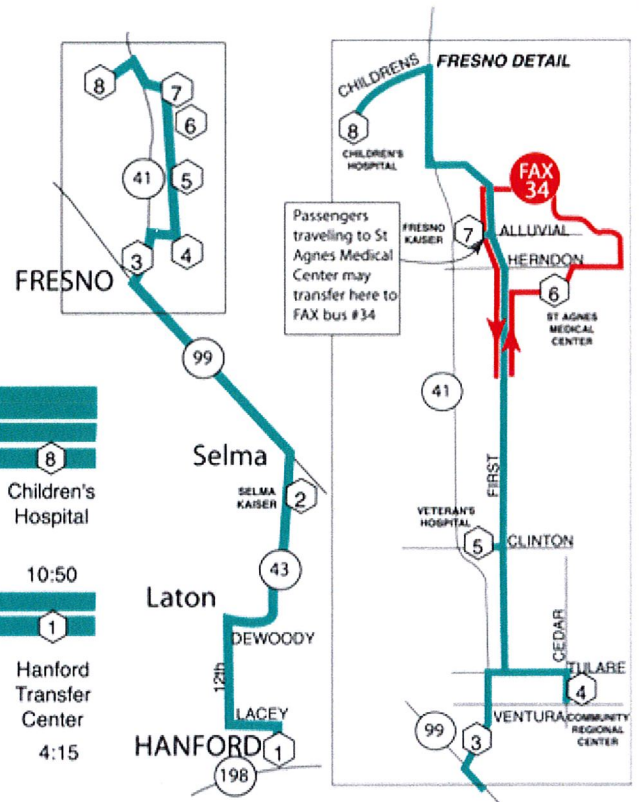 8
7
6
41
5
4
3
FRESNO
99
Selma
SELMA
KAISER
2
43
Laton
DEWOODY
12th
LACEY
HANFORD
1
198
8
Children's
Hospital
10:50
1
Hanford
Transfer
Center
4:15
FRESNO DETAIL
CHILDRENS
8
CHILDREN'S
HOSPITAL
FAX
34
Passengers
traveling to St
Agnes Medical
Center may
transfer here to
FAX bus #34
FRESNO
KAISER
7
ALLUVIAL
HERNDON
6
ST AGNES
MEDICAL
CENTER
41
FIRST
VETERAN'S
HOSPITAL
5
CLINTON
CEDAR
TULARE
4
VENTURA
COMMUNITY
REGIONAL
CENTER
99
3